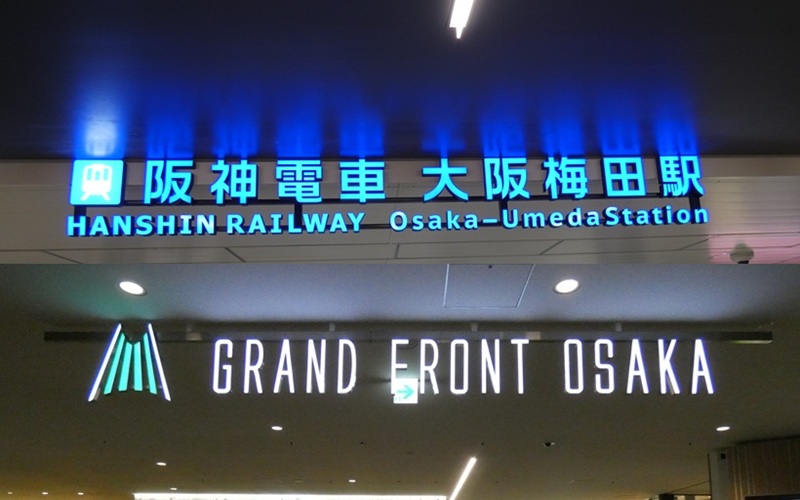 阪神電車 大阪梅田駅
HANSHIN RAILWAY Osaka-UmedaStation
GRAND FRONT OSAKA